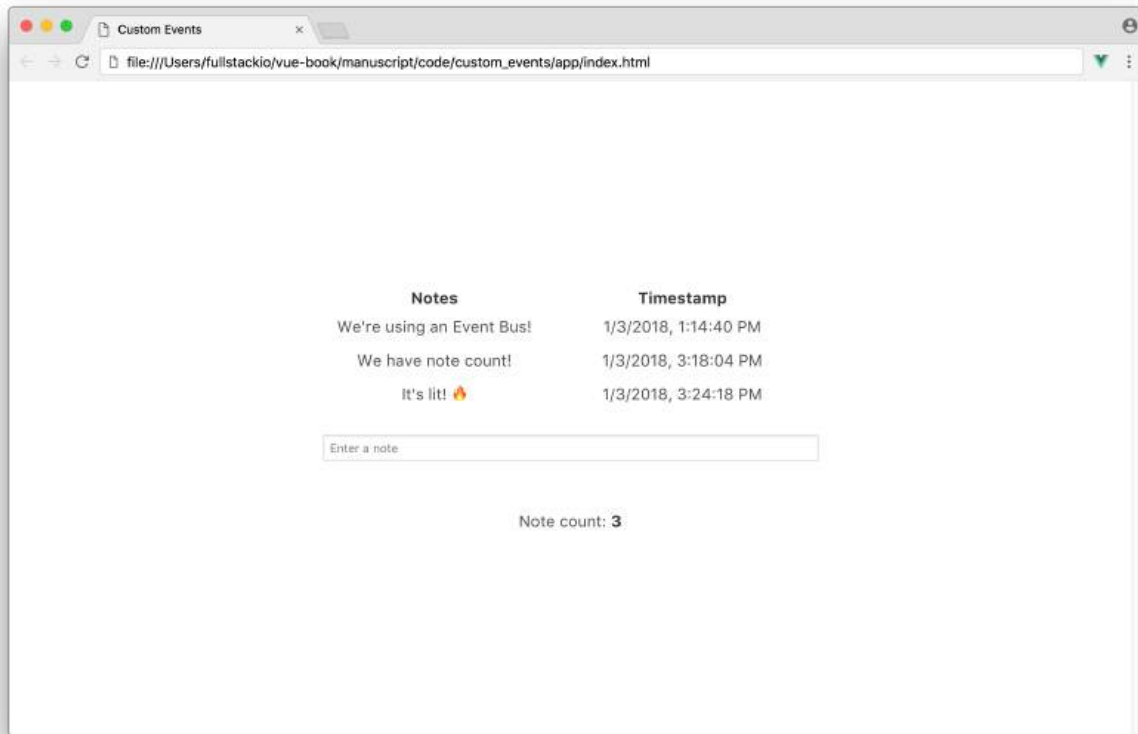 Custom Events
file:///Users/fullstackio/vue-book/manuscript/code/custom_events/app/index.html
Notes Timestamp
We're using an Event Bus! 1/3/2018, 1:14:40 PM
We have note count! 1/3/2018, 3:18:04 PM
It's lit! 🔥 1/3/2018, 3:24:18 PM
Enter a note
Note count: 3